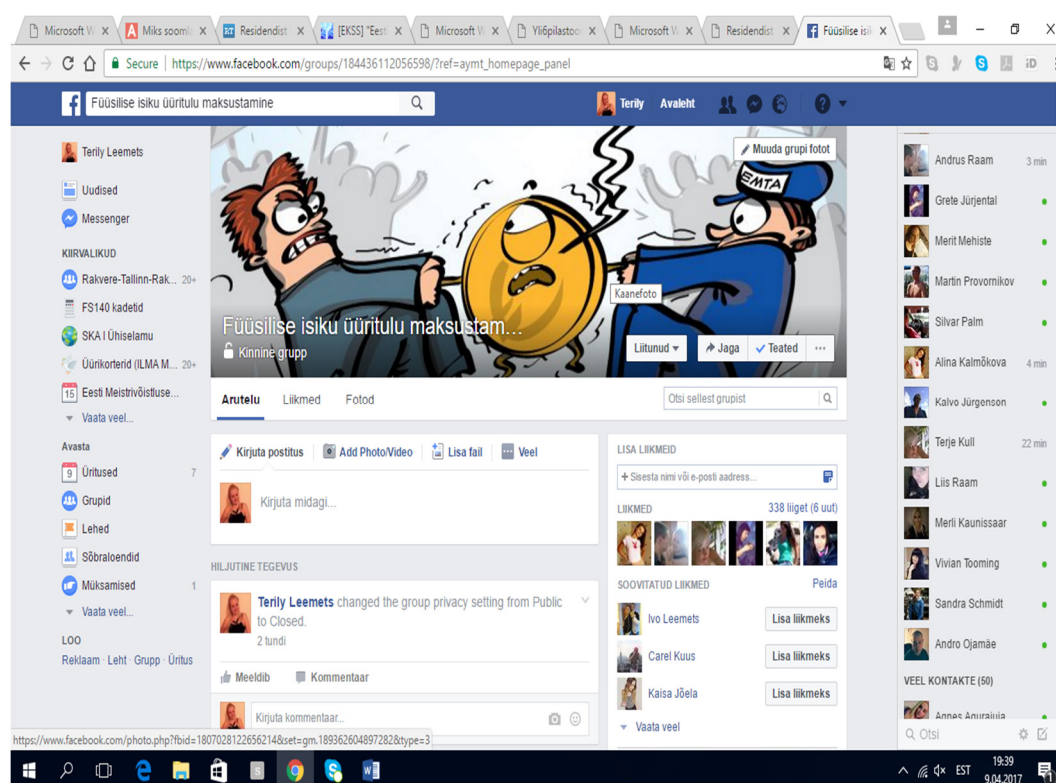 Microsoft W
Miks soomla
Residendist
[EKSS] "Eest
Microsoft W
Yliõpilastoo
Microsoft W
Residendist
Füüsilise isik
Secure | https://www.facebook.com/groups/184436112056598/?ref=aymt_homepage_panel
Füüsilise isiku üüritulu maksustamine
Terily Avaleht
Terily Leemets
Uudised
Messenger
KIIRVALIKUD
Rakvere-Tallinn-Rak... 20+
FS140 kadetid
SKA I Ühiselamu
Üürikorterid (ILMA M... 20+
15 Eesti Meistrivõistluse...
Vaata veel...
Avasta
9 Üritused 7
Grupid
Lehed
Sõbraloendid
Müksamised 1
Vaata veel...
LOO
Reklaam · Leht · Grupp · Üritus
Muuda grupi fotot
EMTA
Kaanefoto
Füüsilise isiku üüritulu maksustam...
Kinnine grupp
Liitunud
Jaga
Teated
Arutelu Liikmed Fotod
Otsi sellest grupist
Kirjuta postitus
Add Photo/Video
Lisa fail
Veel
Kirjuta midagi...
HILJUTINE TEGEVUS
Terily Leemets changed the group privacy setting from Public
to Closed.
2 tundi
Meeldib Kommentaar
Kirjuta kommentaar...
LISA LIIKMEID
+ Sisesta nimi või e-posti aadress...
LIIKMED 338 liiget (6 uut)
SOOVITATUD LIIKMED Peida
Ivo Leemets Lisa liikmeks
Carel Kuus Lisa liikmeks
Kaisa Jõela Lisa liikmeks
Vaata veel
Andrus Raam 3 min
Grete Jürjental
Merit Mehiste
Martin Provornikov
Silvar Palm
Alina Kalmõkova 4 min
Kalvo Jürgenson
Terje Kull 22 min
Liis Raam
Merli Kaunissaar
Vivian Tooming
Sandra Schmidt
Andro Ojamäe
VEEL KONTAKTE (50)
Agnes
Otsi
https://www.facebook.com/photo.php?fbid=1807028122656214&set=gm.189362604897282&type=3
EST
19:39
9.04.2017